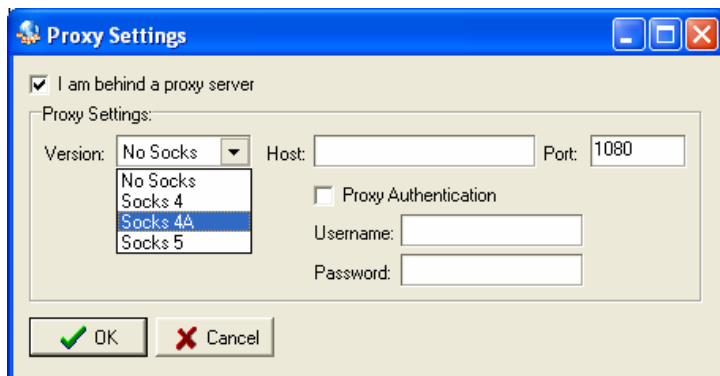 Proxy Settings
I am behind a proxy server
Proxy Settings:
Version: No Socks Host: Port: 1080
No Socks
Socks 4
Socks 4A
Socks 5
Proxy Authentication
Username:
Password:
OK Cancel